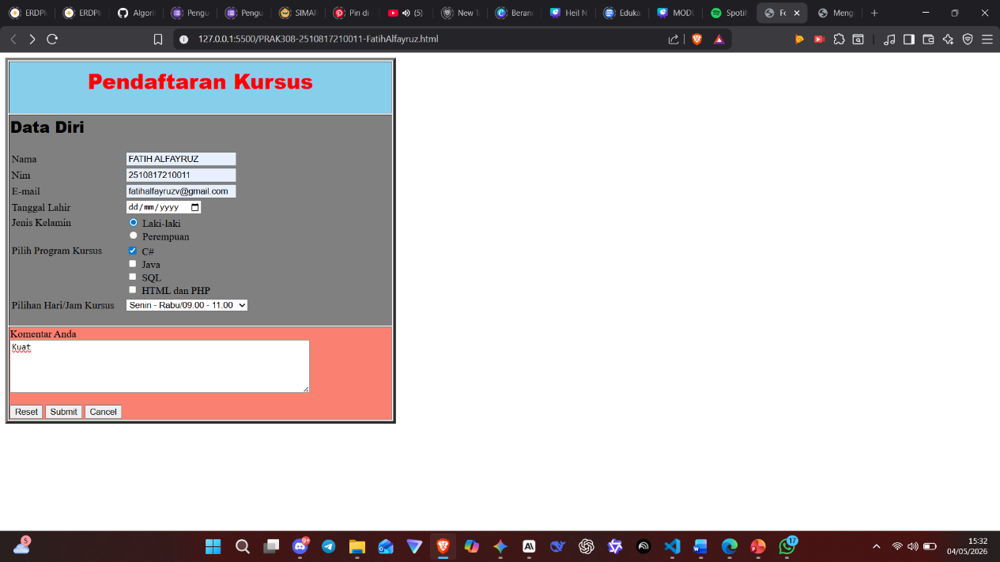 ERDPl
ERDPl
Algori
Pengu
Pengu
SIMAR
Pin di
(5)
New T
Beran
Heil N
Eduka
MODU
Spotif
Fo
Meng
127.0.0.1:5500/PRAK308-2510817210011-FatihAlfayruz.html
Pendaftaran Kursus
Data Diri
Nama FATIH ALFAYRUZ
Nim 2510817210011
E-mail fatihalfayruzv@gmail.com
Tanggal Lahir dd/mm/yyyy
Jenis Kelamin Laki-laki
Perempuan
Pilih Program Kursus C#
Java
SQL
HTML dan PHP
Pilihan Hari/Jam Kursus Senin - Rabu/09.00 - 11.00
Komentar Anda
Kuat
Reset Submit Cancel
5
9+
17
15:32
04/05/2026